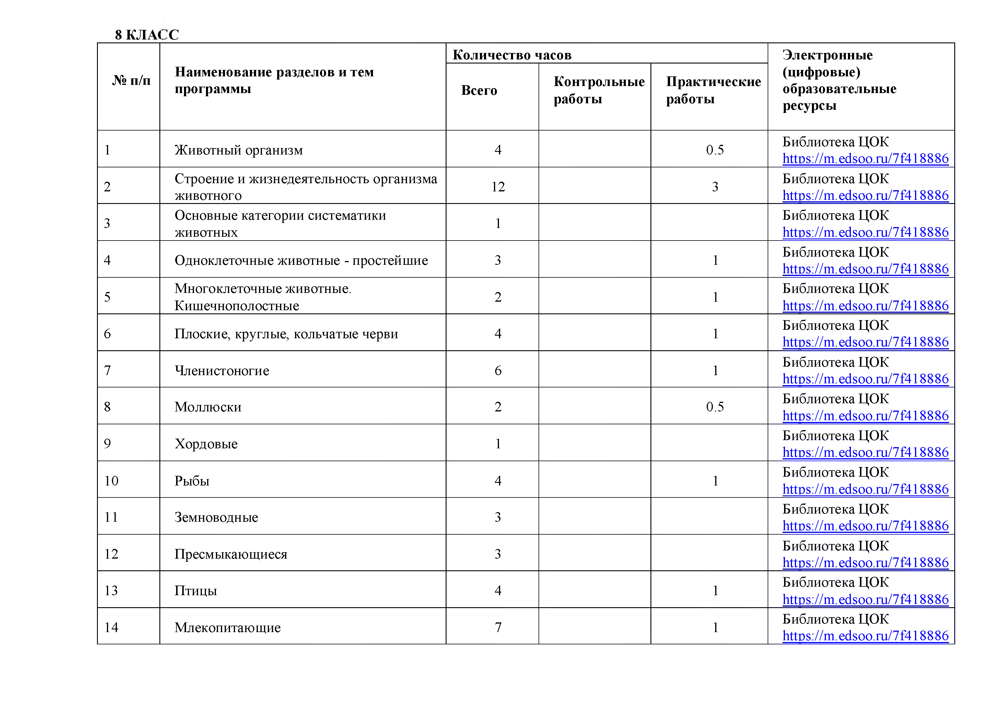 8 КЛАСС
№ п/п
Наименование разделов и тем
программы
Количество часов
Всего
Контрольные
работы
Практические
работы
Электронные
(цифровые)
образовательные
ресурсы
1
Животный организм
4
0.5
Библиотека ЦОК
https://m.edsoo.ru/7f418886
2
Строение и жизнедеятельность организма
животного
12
3
Библиотека ЦОК
https://m.edsoo.ru/7f418886
3
Основные категории систематики
животных
1
Библиотека ЦОК
https://m.edsoo.ru/7f418886
4
Одноклеточные животные - простейшие
3
1
Библиотека ЦОК
https://m.edsoo.ru/7f418886
5
Многоклеточные животные.
Кишечнополостные
2
1
Библиотека ЦОК
https://m.edsoo.ru/7f418886
6
Плоские, круглые, кольчатые черви
4
1
Библиотека ЦОК
https://m.edsoo.ru/7f418886
7
Членистоногие
6
1
Библиотека ЦОК
https://m.edsoo.ru/7f418886
8
Моллюски
2
0.5
Библиотека ЦОК
https://m.edsoo.ru/7f418886
9
Хордовые
1
Библиотека ЦОК
https://m.edsoo.ru/7f418886
10
Рыбы
4
1
Библиотека ЦОК
https://m.edsoo.ru/7f418886
11
Земноводные
3
Библиотека ЦОК
https://m.edsoo.ru/7f418886
12
Пресмыкающиеся
3
Библиотека ЦОК
https://m.edsoo.ru/7f418886
13
Птицы
4
1
Библиотека ЦОК
https://m.edsoo.ru/7f418886
14
Млекопитающие
7
1
Библиотека ЦОК
https://m.edsoo.ru/7f418886